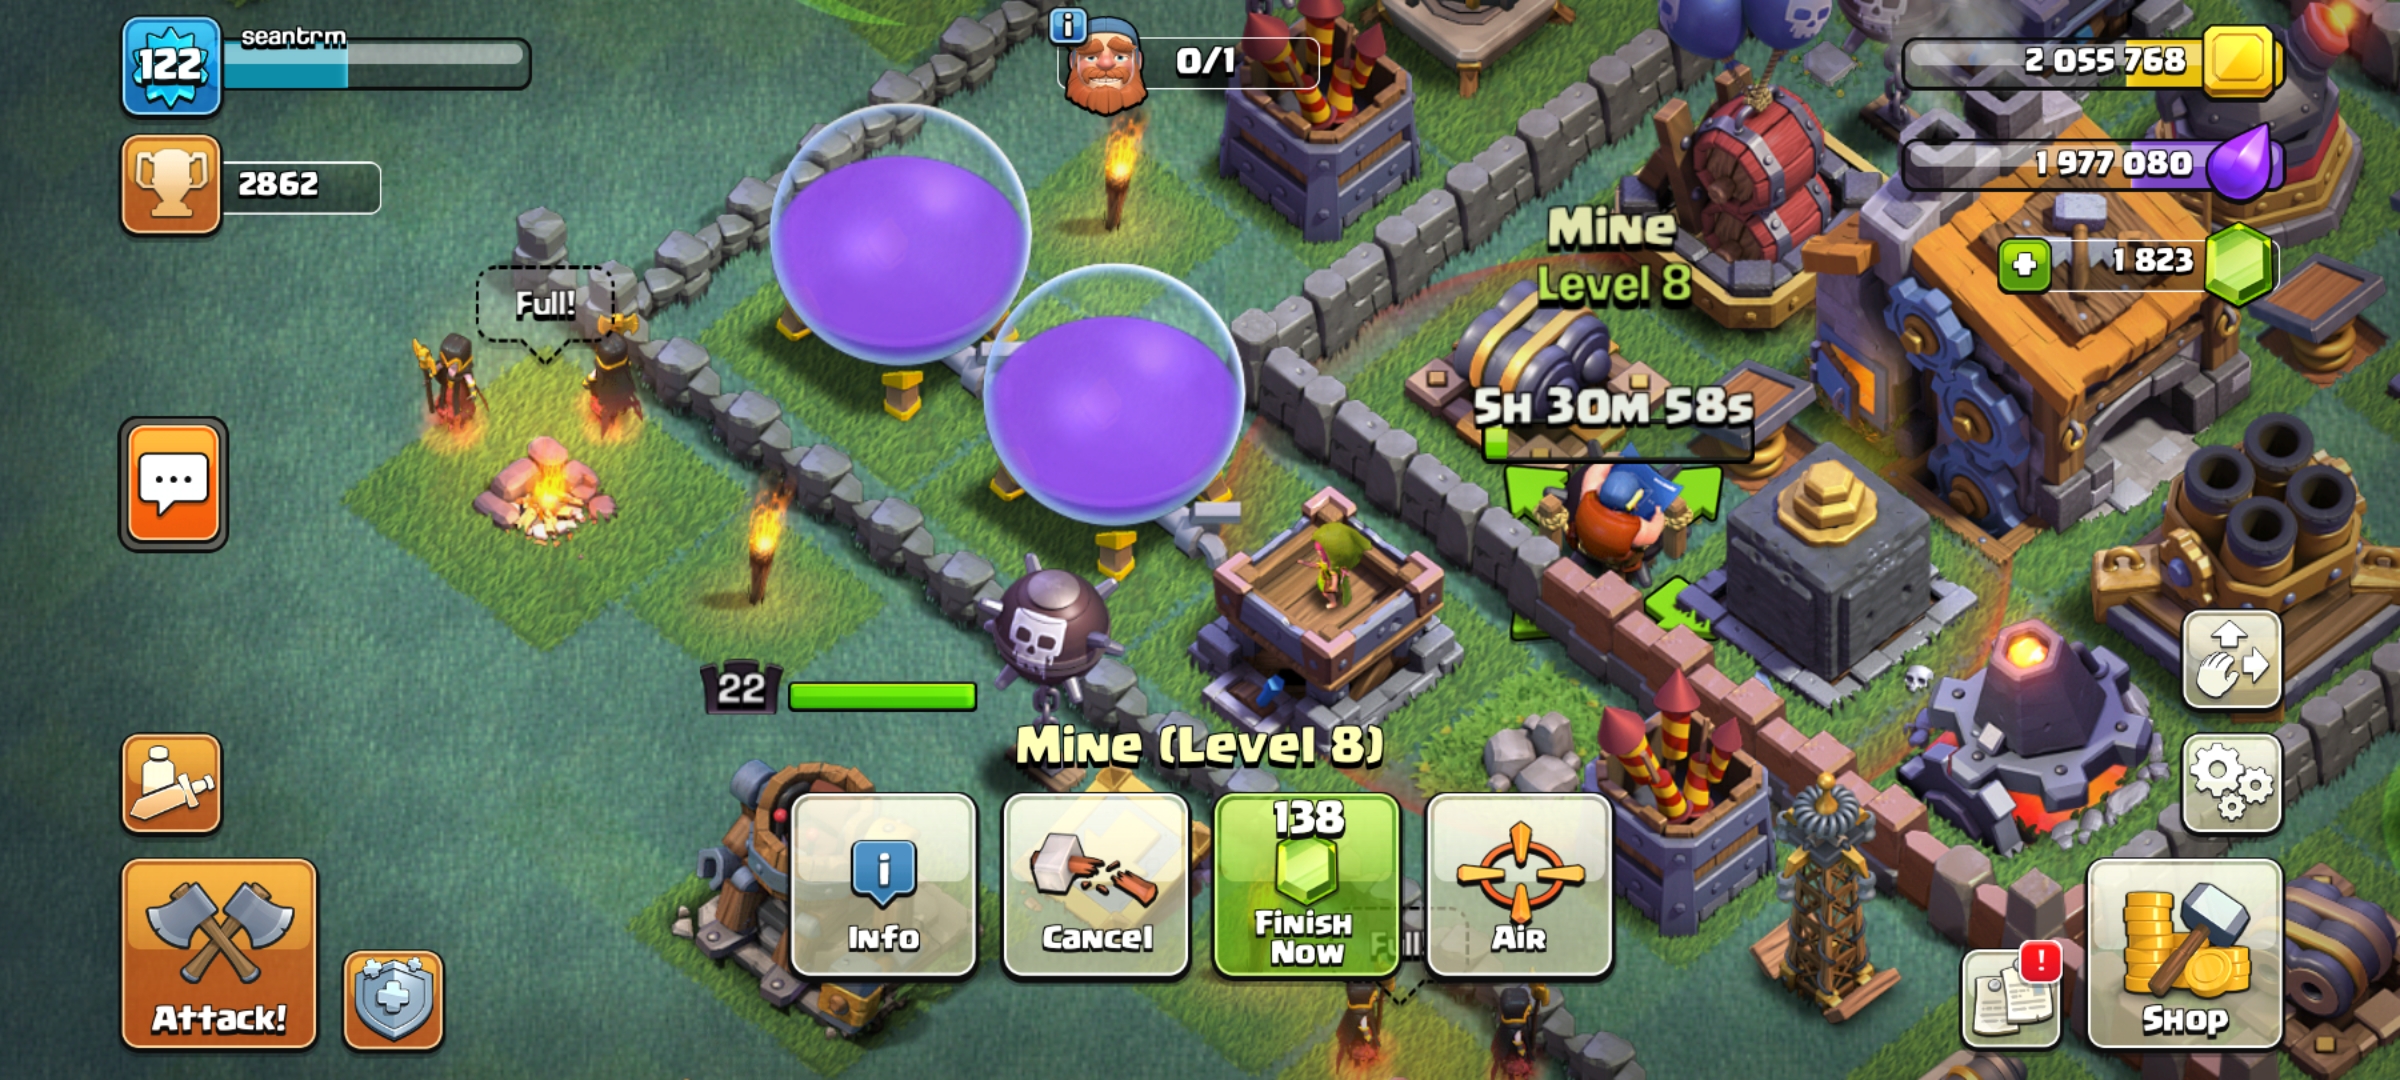 122
seantrm
0/1
2 055 768
2862
1 977 080
1 823
Mine
Level 8
Full!
5H 30M 58S
22
Mine (Level 8)
Info
Cancel
138
Finish
Now
Air
Full
Attack!
!
Shop